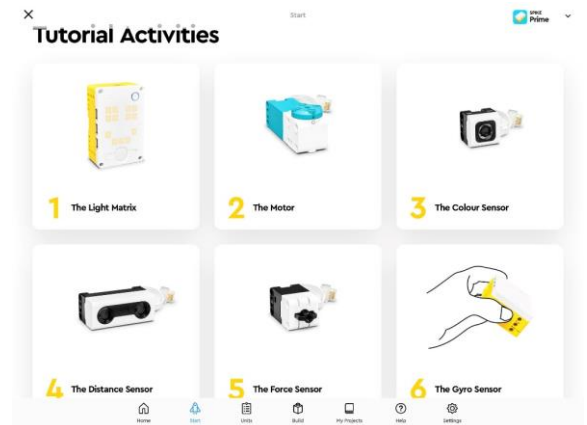 Start
SPIKE
Prime
Tutorial Activities
1 The Light Matrix
2 The Motor
3 The Colour Sensor
4 The Distance Sensor
5 The Force Sensor
6 The Gyro Sensor
Home
Start
Units
Build
My Projects
Help
Settings